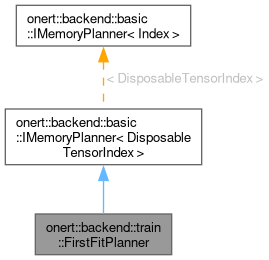 onert::backend::basic
::IMemoryPlanner< Index >
< DisposableTensorIndex >
onert::backend::basic
::IMemoryPlanner< Disposable
TensorIndex >
onert::backend::train
::FirstFitPlanner